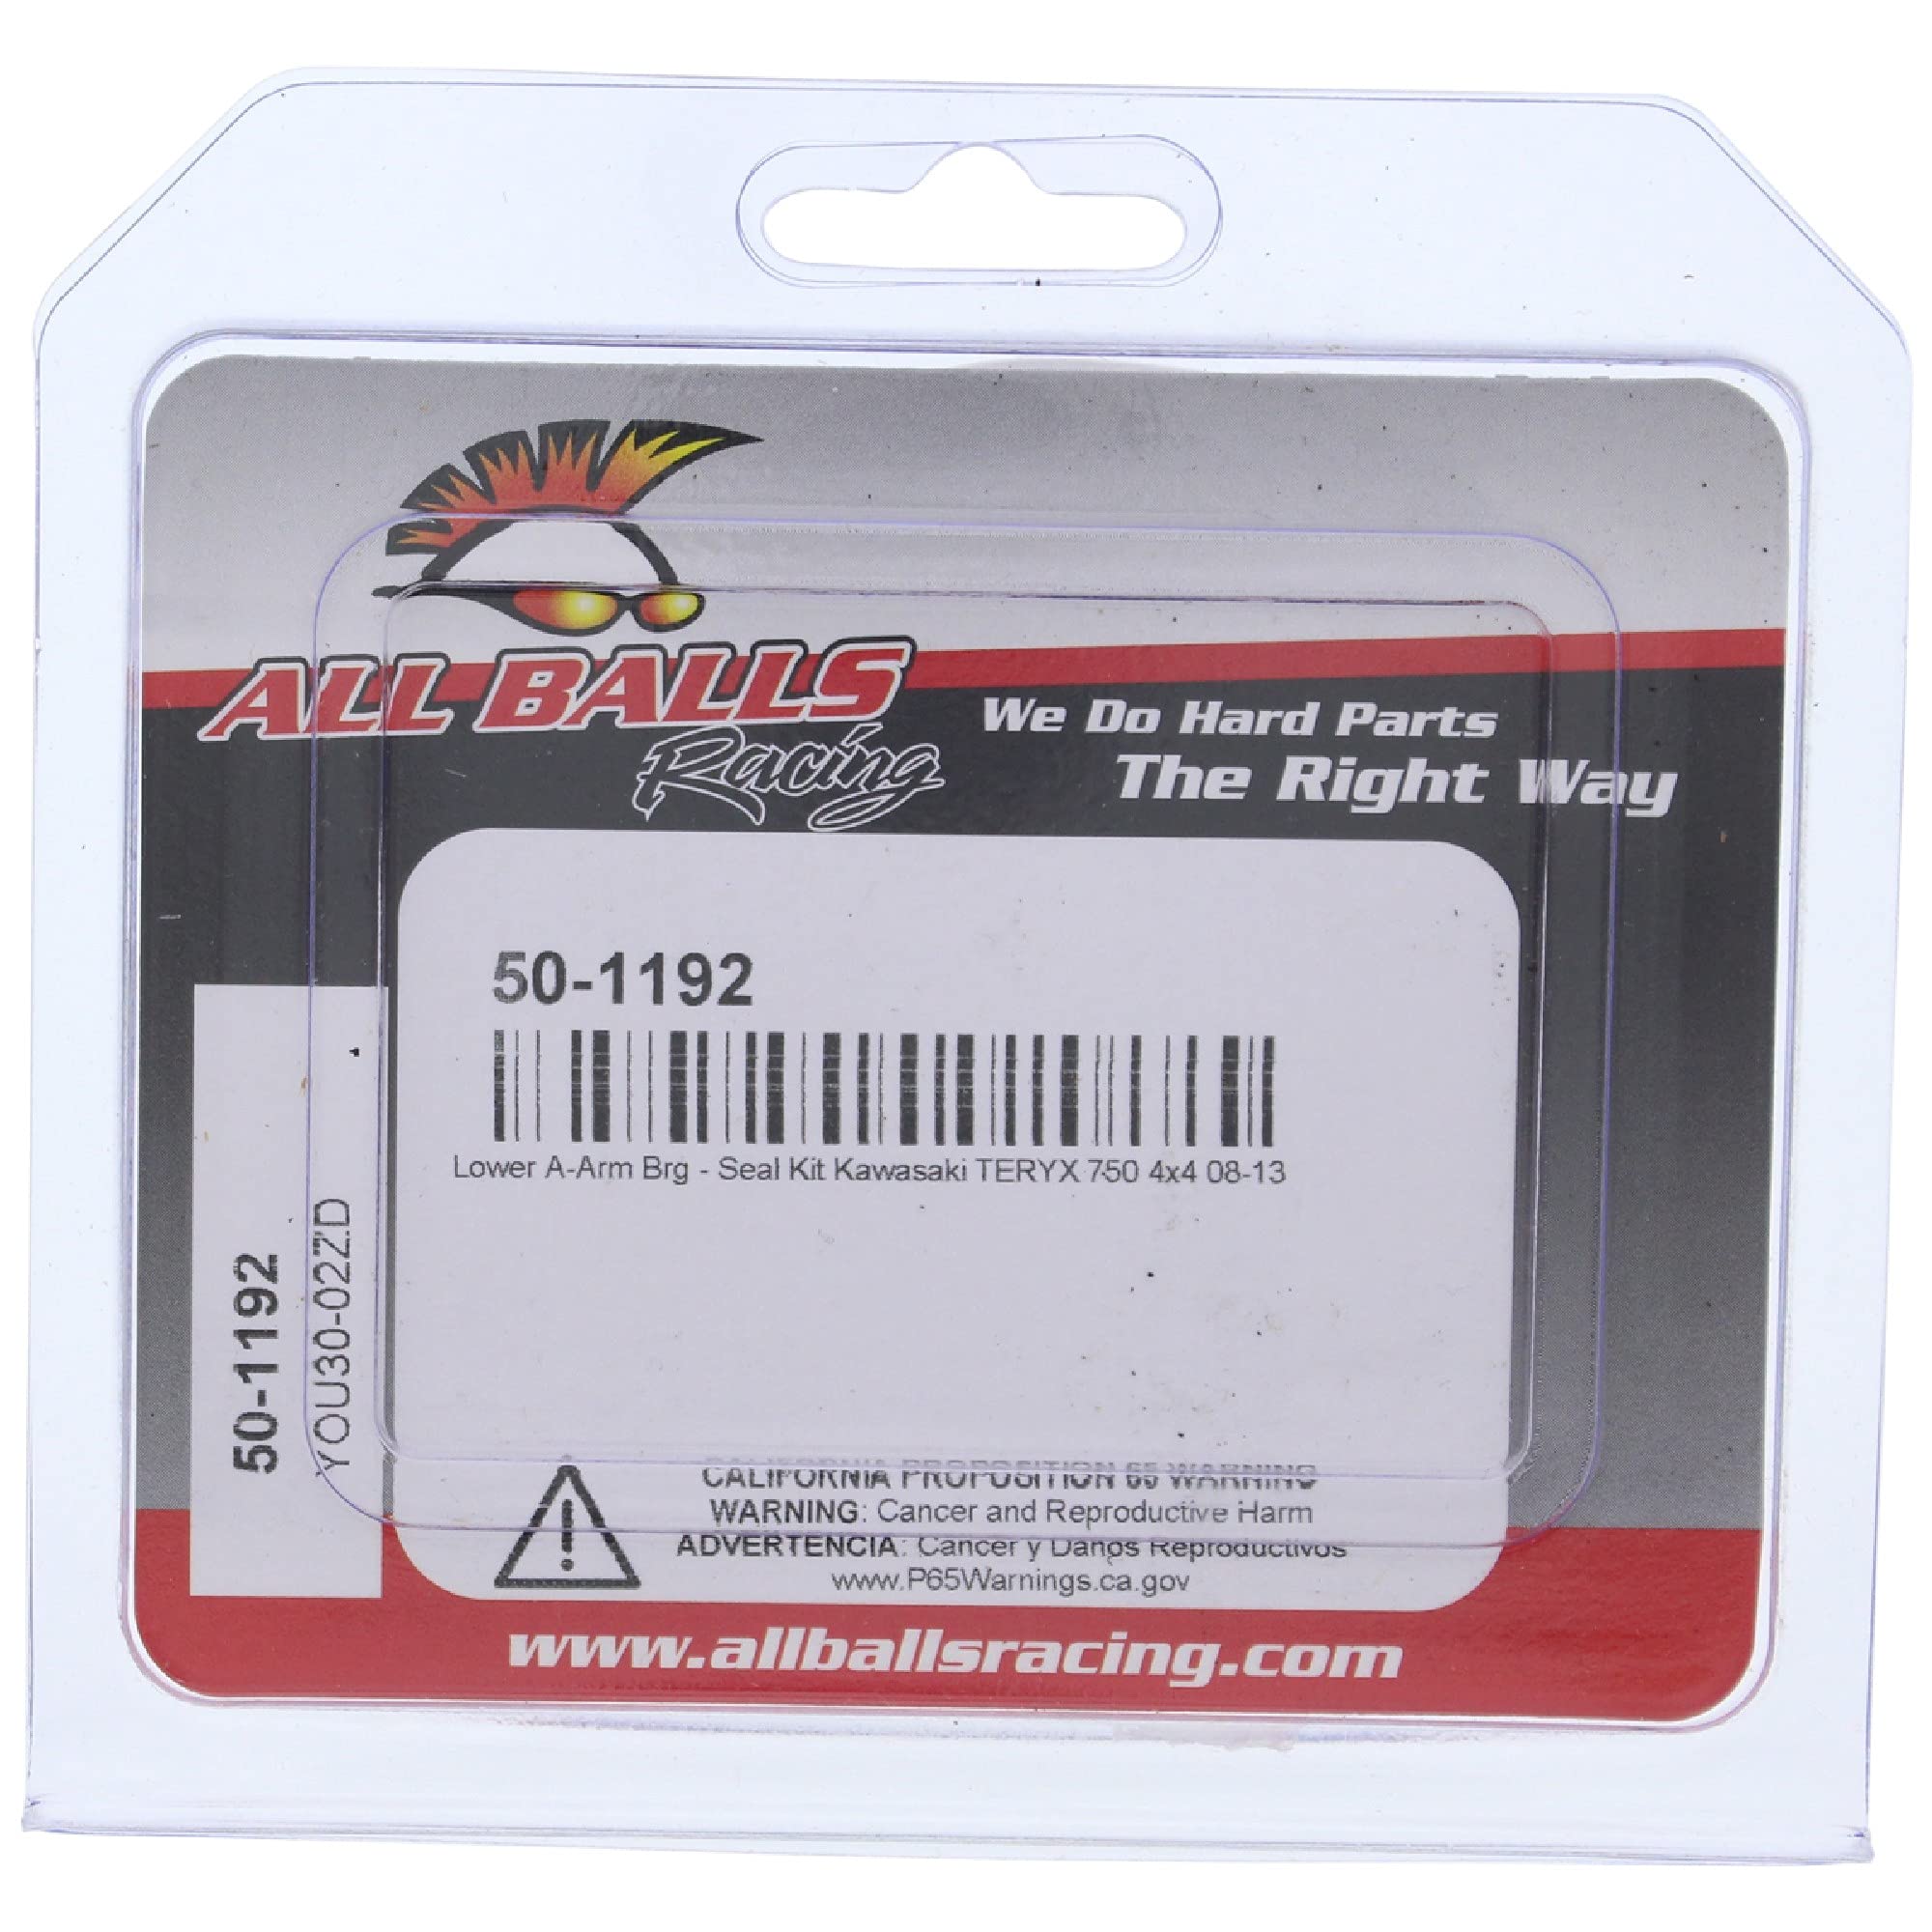 ALL BALLS
Racing
We Do Hard Parts
The Right Way
50-1192
Lower A-Arm Brg - Seal Kit Kawasaki TERYX 750 4x4 08-13
50-1192
YOU30-02ZD
CALIFORNIA PROPOSITION 65 WARNING
WARNING: Cancer and Reproductive Harm
ADVERTENCIA: Cancer y Danos Reproductivos
www.P65Warnings.ca.gov
www.allballsracing.com